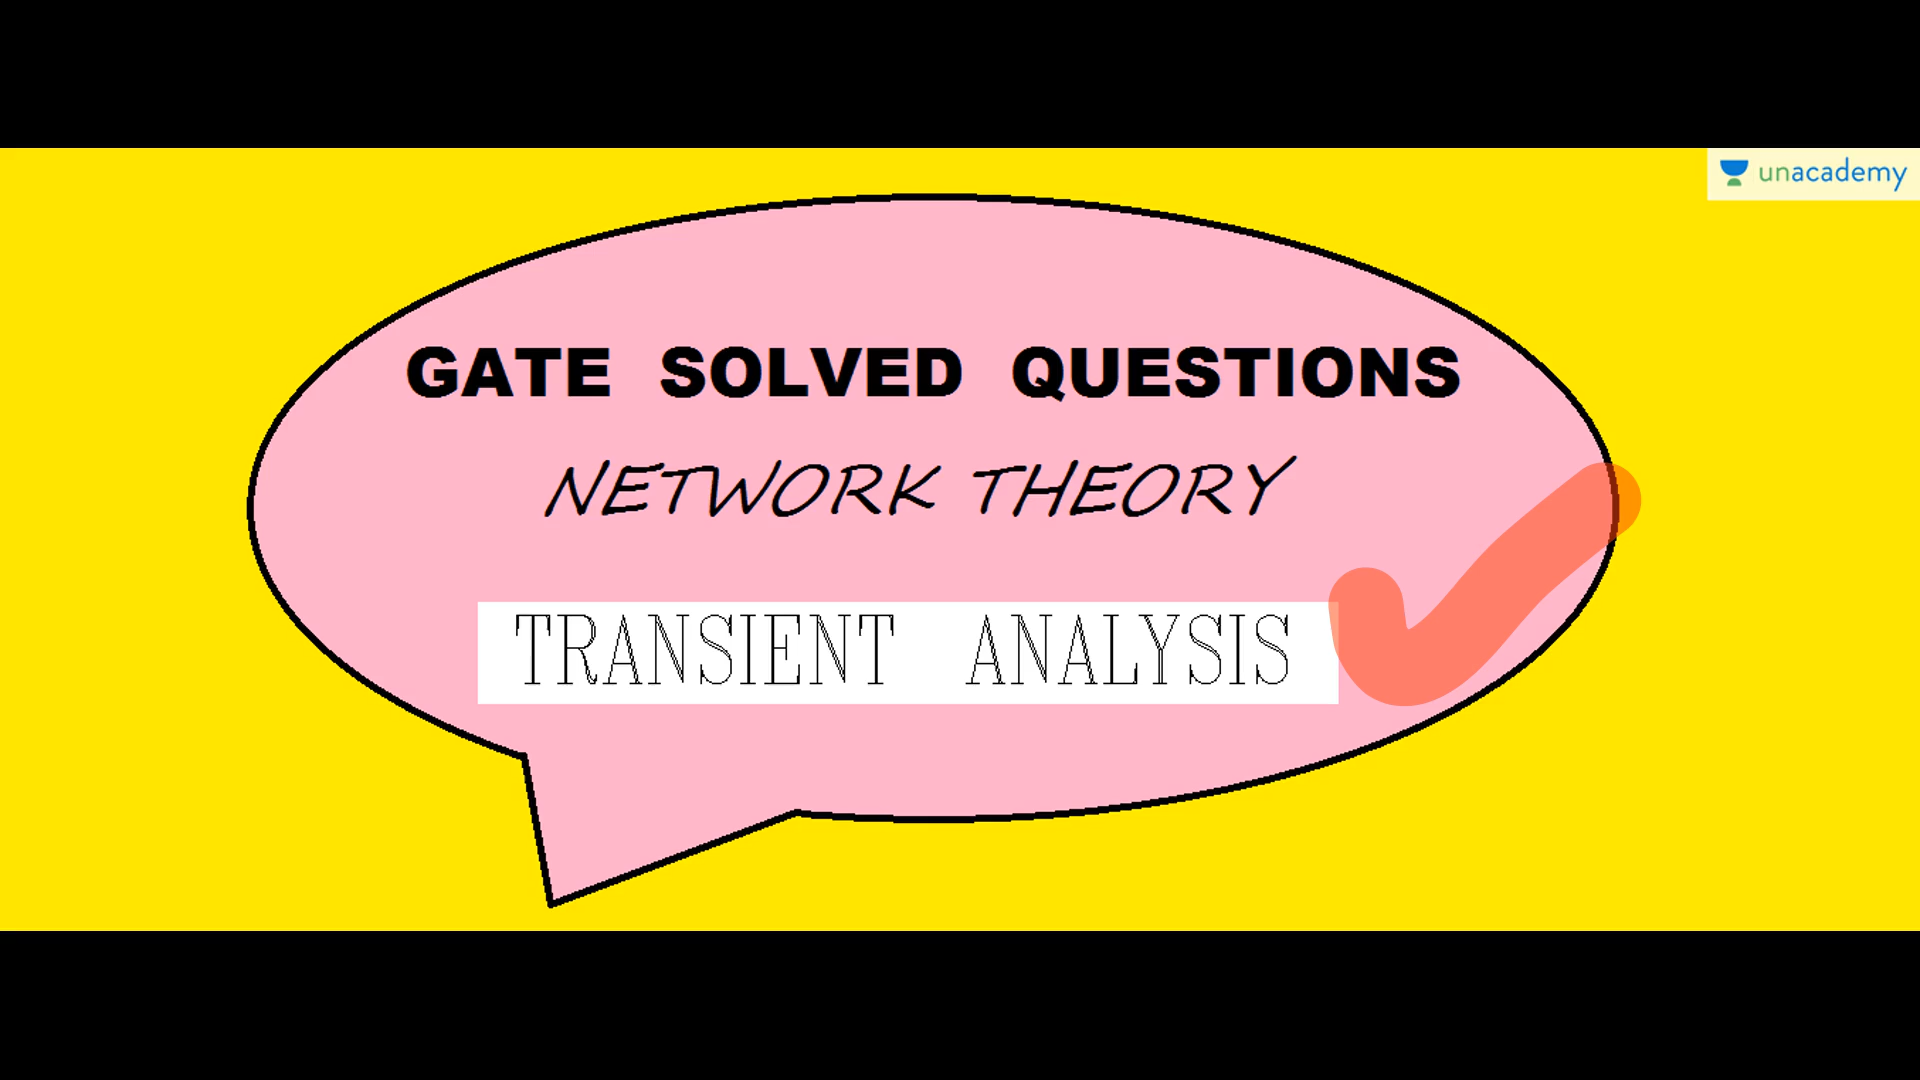 unacademy
GATE SOLVED QUESTIONS
NETWORK THEORY
TRANSIENT ANALYSIS